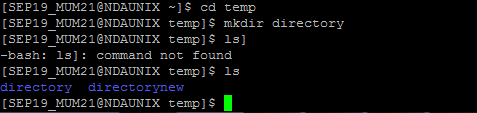 [SEP19_MUM21@NDAUNIX ~]$ cd temp
[SEP19_MUM21@NDAUNIX temp]$ mkdir directory
[SEP19_MUM21@NDAUNIX temp]$ ls]
-bash: ls]: command not found
[SEP19_MUM21@NDAUNIX temp]$ ls
directory  directorynew
[SEP19_MUM21@NDAUNIX temp]$